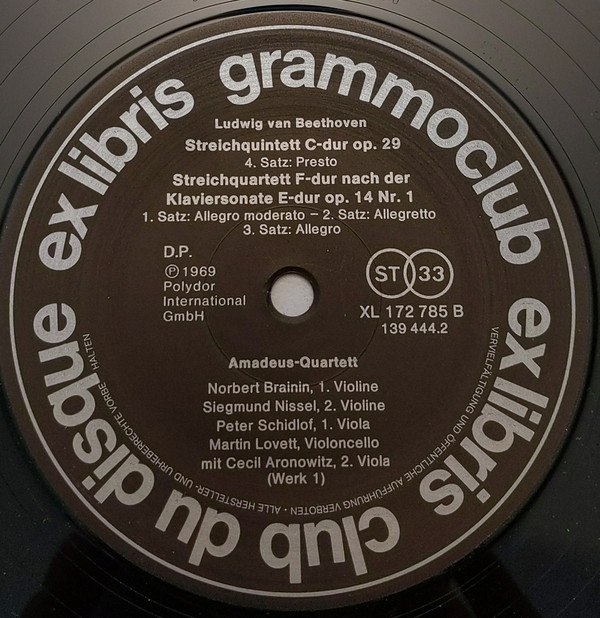 ex libris grammoclub
ex libris club du disque
Ludwig van Beethoven
Streichquintett C-dur op. 29
4. Satz: Presto
Streichquartett F-dur nach der
Klaviersonate E-dur op. 14 Nr. 1
1. Satz: Allegro moderato – 2. Satz: Allegretto
3. Satz: Allegro
D.P.
Ⓟ 1969
Polydor
International
GmbH
ST 33
XL 172 785 B
139 444.2
Amadeus-Quartett
Norbert Brainin, 1. Violine
Siegmund Nissel, 2. Violine
Peter Schidlof, 1. Viola
Martin Lovett, Violoncello
mit Cecil Aronowitz, 2. Viola
(Werk 1)
VERVIELFÄLTIGUNG UND ÖFFENTLICHE AUFFÜHRUNG VERBOTEN · ALLE HERSTELLER- UND URHEBERRECHTE VORBEHALTEN